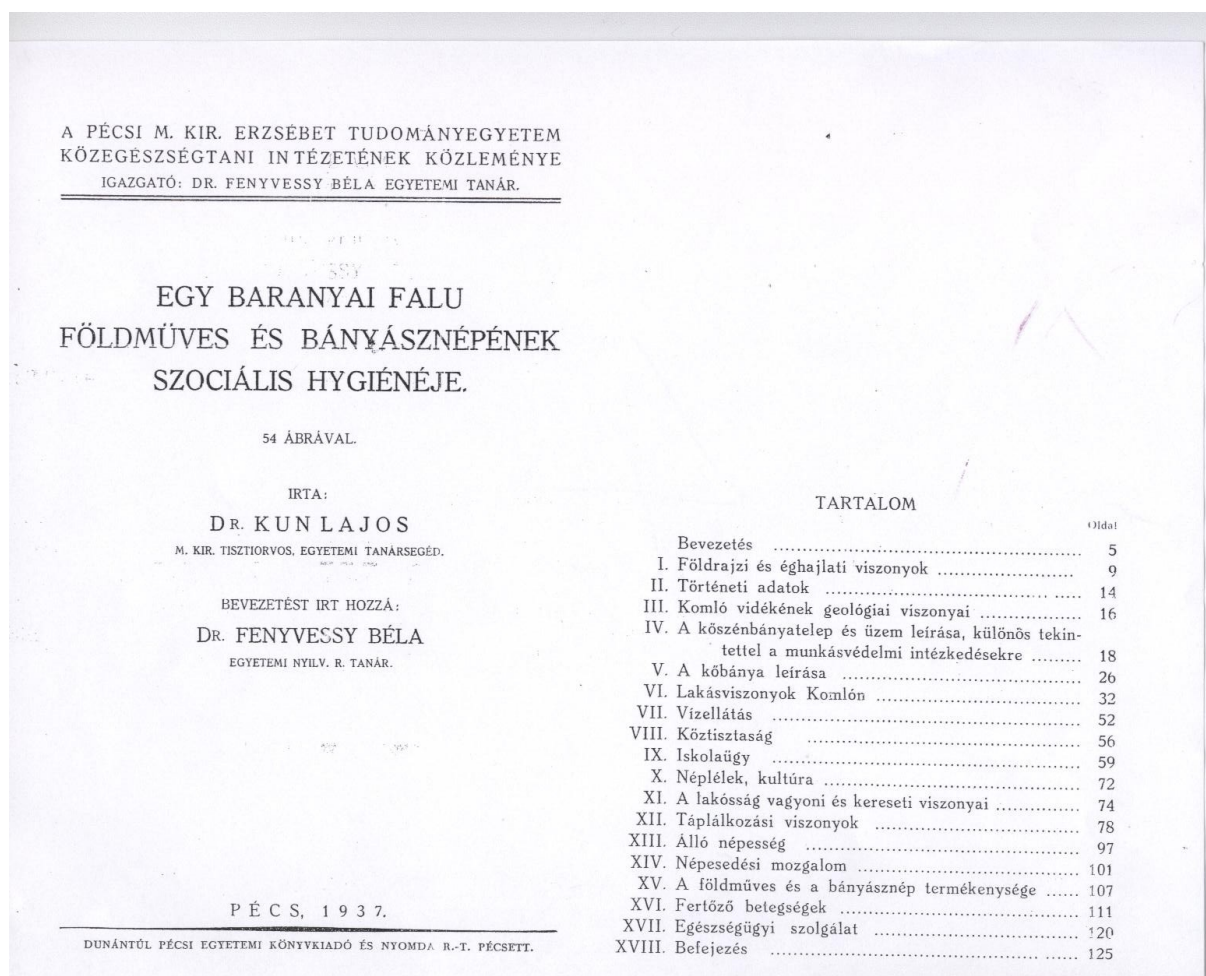 A PÉCSI M. KIR. ERZSÉBET TUDOMÁNYEGYETEM
KÖZEGÉSZSÉGTANI INTÉZETÉNEK KÖZLEMÉNYE
IGAZGATÓ: DR. FENYVESSY BÉLA EGYETEMI TANÁR.
EGY BARANYAI FALU
FÖLDMŰVES ÉS BÁNYÁSZNÉPÉNEK
SZOCIÁLIS HYGIÉNÉJE.
54 ÁBRÁVAL.
IRTA:
DR. KUN LAJOS
M. KIR. TISZTIORVOS, EGYETEMI TANÁRSEGÉD.
BEVEZETÉST IRT HOZZÁ:
DR. FENYVESSY BÉLA
EGYETEMI NYILV. R. TANÁR.
PÉCS, 1937.
DUNÁNTÚL PÉCSI EGYETEMI KÖNYVKIADÓ ÉS NYOMDA R.-T. PÉCSETT.
TARTALOM
Oldal
Bevezetés 5
I. Földrajzi és éghajlati viszonyok 9
II. Történeti adatok 14
III. Komló vidékének geológiai viszonyai 16
IV. A kőszénbányatelep és üzem leírása, különös tekin-
tettel a munkásvédelmi intézkedésekre 18
V. A kőbánya leírása 26
VI. Lakásviszonyok Komlón 32
VII. Vízellátás 52
VIII. Köztisztaság 56
IX. Iskolaügy 59
X. Néplélek, kultúra 72
XI. A lakósság vagyoni és kereseti viszonyai 74
XII. Táplálkozási viszonyok 78
XIII. Álló népesség 97
XIV. Népesedési mozgalom 101
XV. A földműves és a bányásznép termékenysége 107
XVI. Fertőző betegségek 111
XVII. Egészségügyi szolgálat 120
XVIII. Befejezés 125